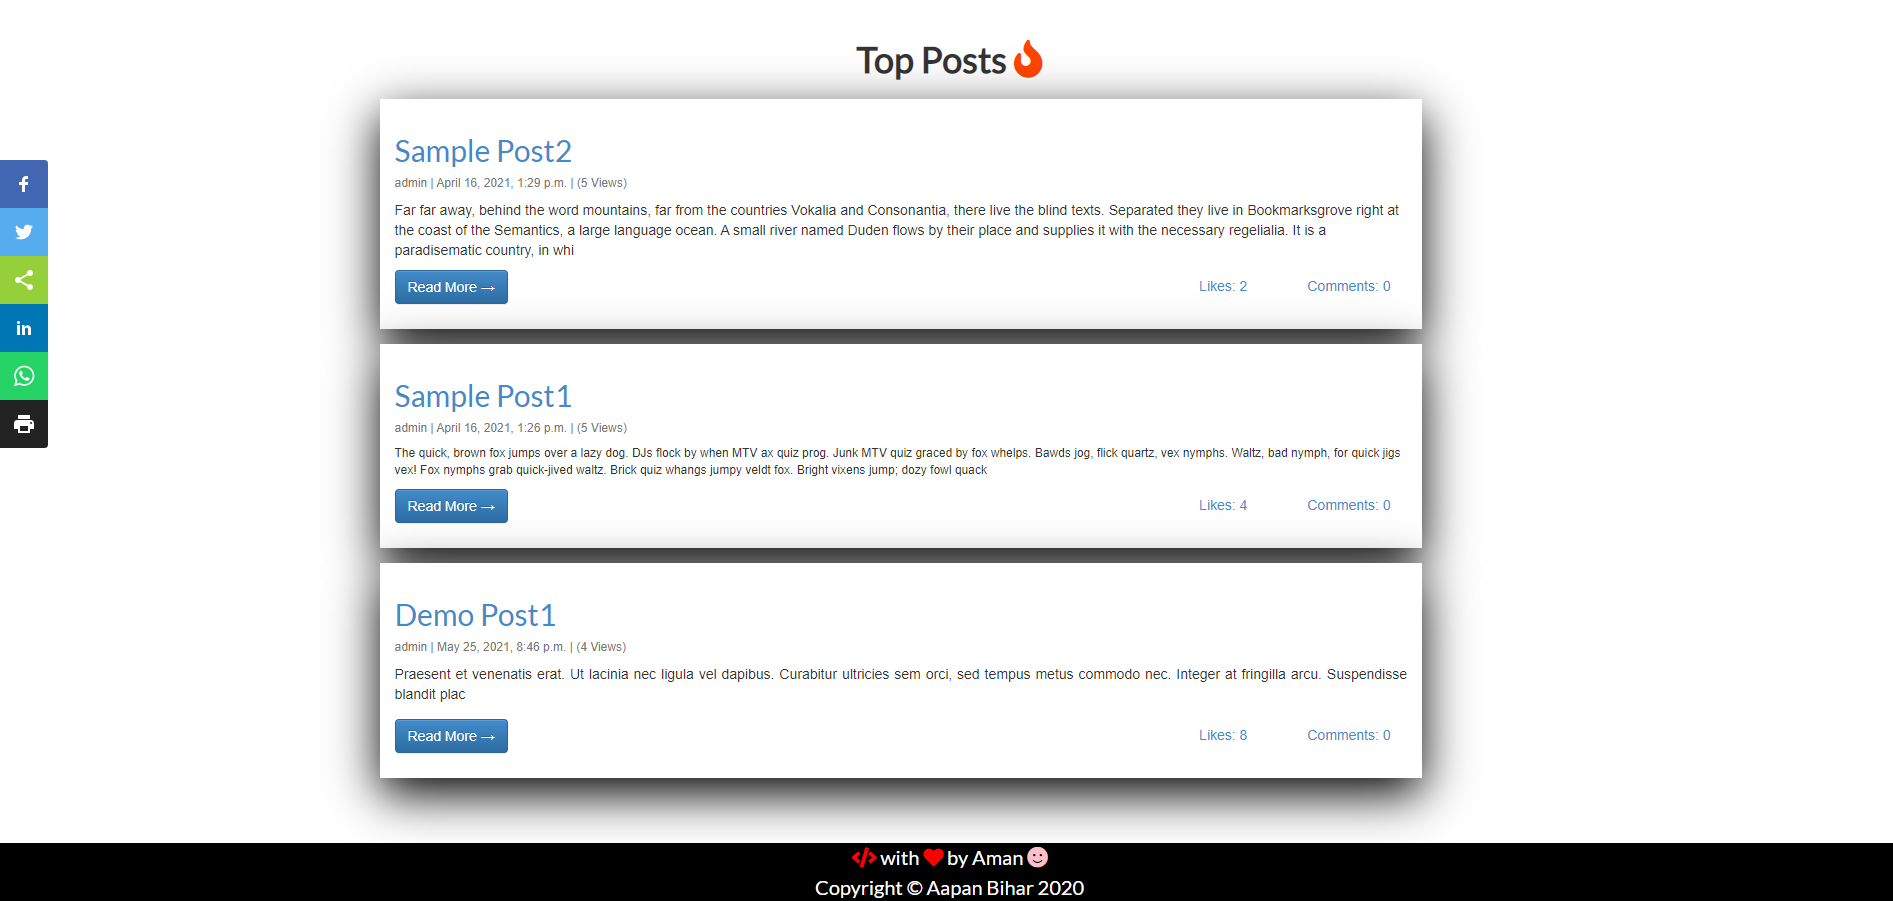 Top Posts
Sample Post2
admin | April 16, 2021, 1:29 p.m. | (5 Views)
Far far away, behind the word mountains, far from the countries Vokalia and Consonantia, there live the blind texts. Separated they live in Bookmarksgrove right at
the coast of the Semantics, a large language ocean. A small river named Duden flows by their place and supplies it with the necessary regelialia. It is a
paradisematic country, in whi
Read More → Likes: 2 Comments: 0
Sample Post1
admin | April 16, 2021, 1:26 p.m. | (5 Views)
The quick, brown fox jumps over a lazy dog. DJs flock by when MTV ax quiz prog. Junk MTV quiz graced by fox whelps. Bawds jog, flick quartz, vex nymphs. Waltz, bad nymph, for quick jigs
vex! Fox nymphs grab quick-jived waltz. Brick quiz whangs jumpy veldt fox. Bright vixens jump; dozy fowl quack
Read More → Likes: 4 Comments: 0
Demo Post1
admin | May 25, 2021, 8:46 p.m. | (4 Views)
Praesent et venenatis erat. Ut lacinia nec ligula vel dapibus. Curabitur ultricies sem orci, sed tempus metus commodo nec. Integer at fringilla arcu. Suspendisse
blandit plac
Read More → Likes: 8 Comments: 0
</> with ❤ by Aman
Copyright © Aapan Bihar 2020